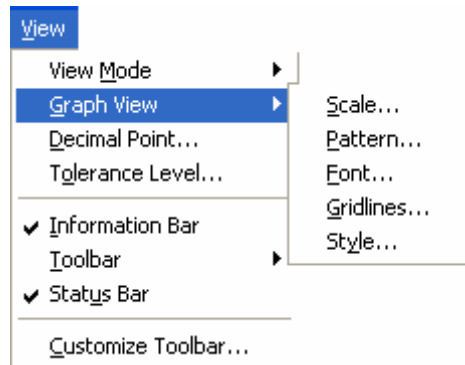 View
View Mode
Graph View
Decimal Point...
Tolerance Level...
Information Bar
Toolbar
Status Bar
Customize Toolbar...
Scale...
Pattern...
Font...
Gridlines...
Style...